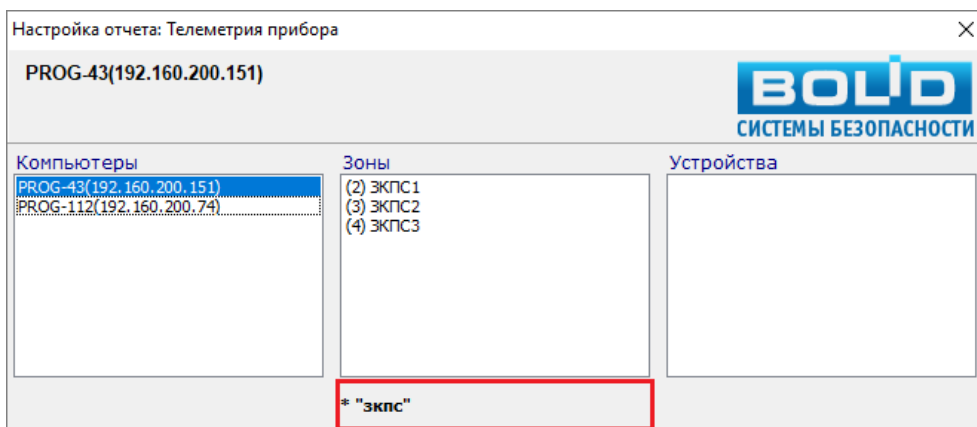 Настройка отчета: Телеметрия прибора
PROG-43(192.160.200.151)
BOLID
СИСТЕМЫ БЕЗОПАСНОСТИ
Компьютеры
PROG-43(192.160.200.151)
PROG-112(192.160.200.74)
Зоны
(2) ЗКПС1
(3) ЗКПС2
(4) ЗКПС3
Устройства
* "зкпс"